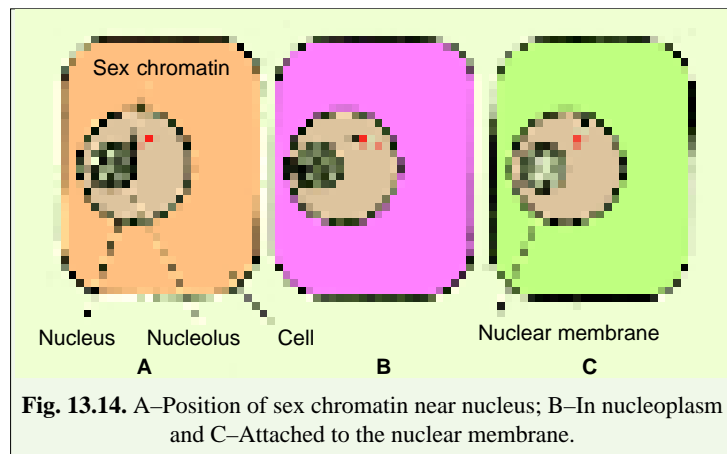 Sex chromatin
Nucleus Nucleolus Cell Nuclear membrane
A B C
Fig. 13.14. A–Position of sex chromatin near nucleus; B–In nucleoplasm
and C–Attached to the nuclear membrane.